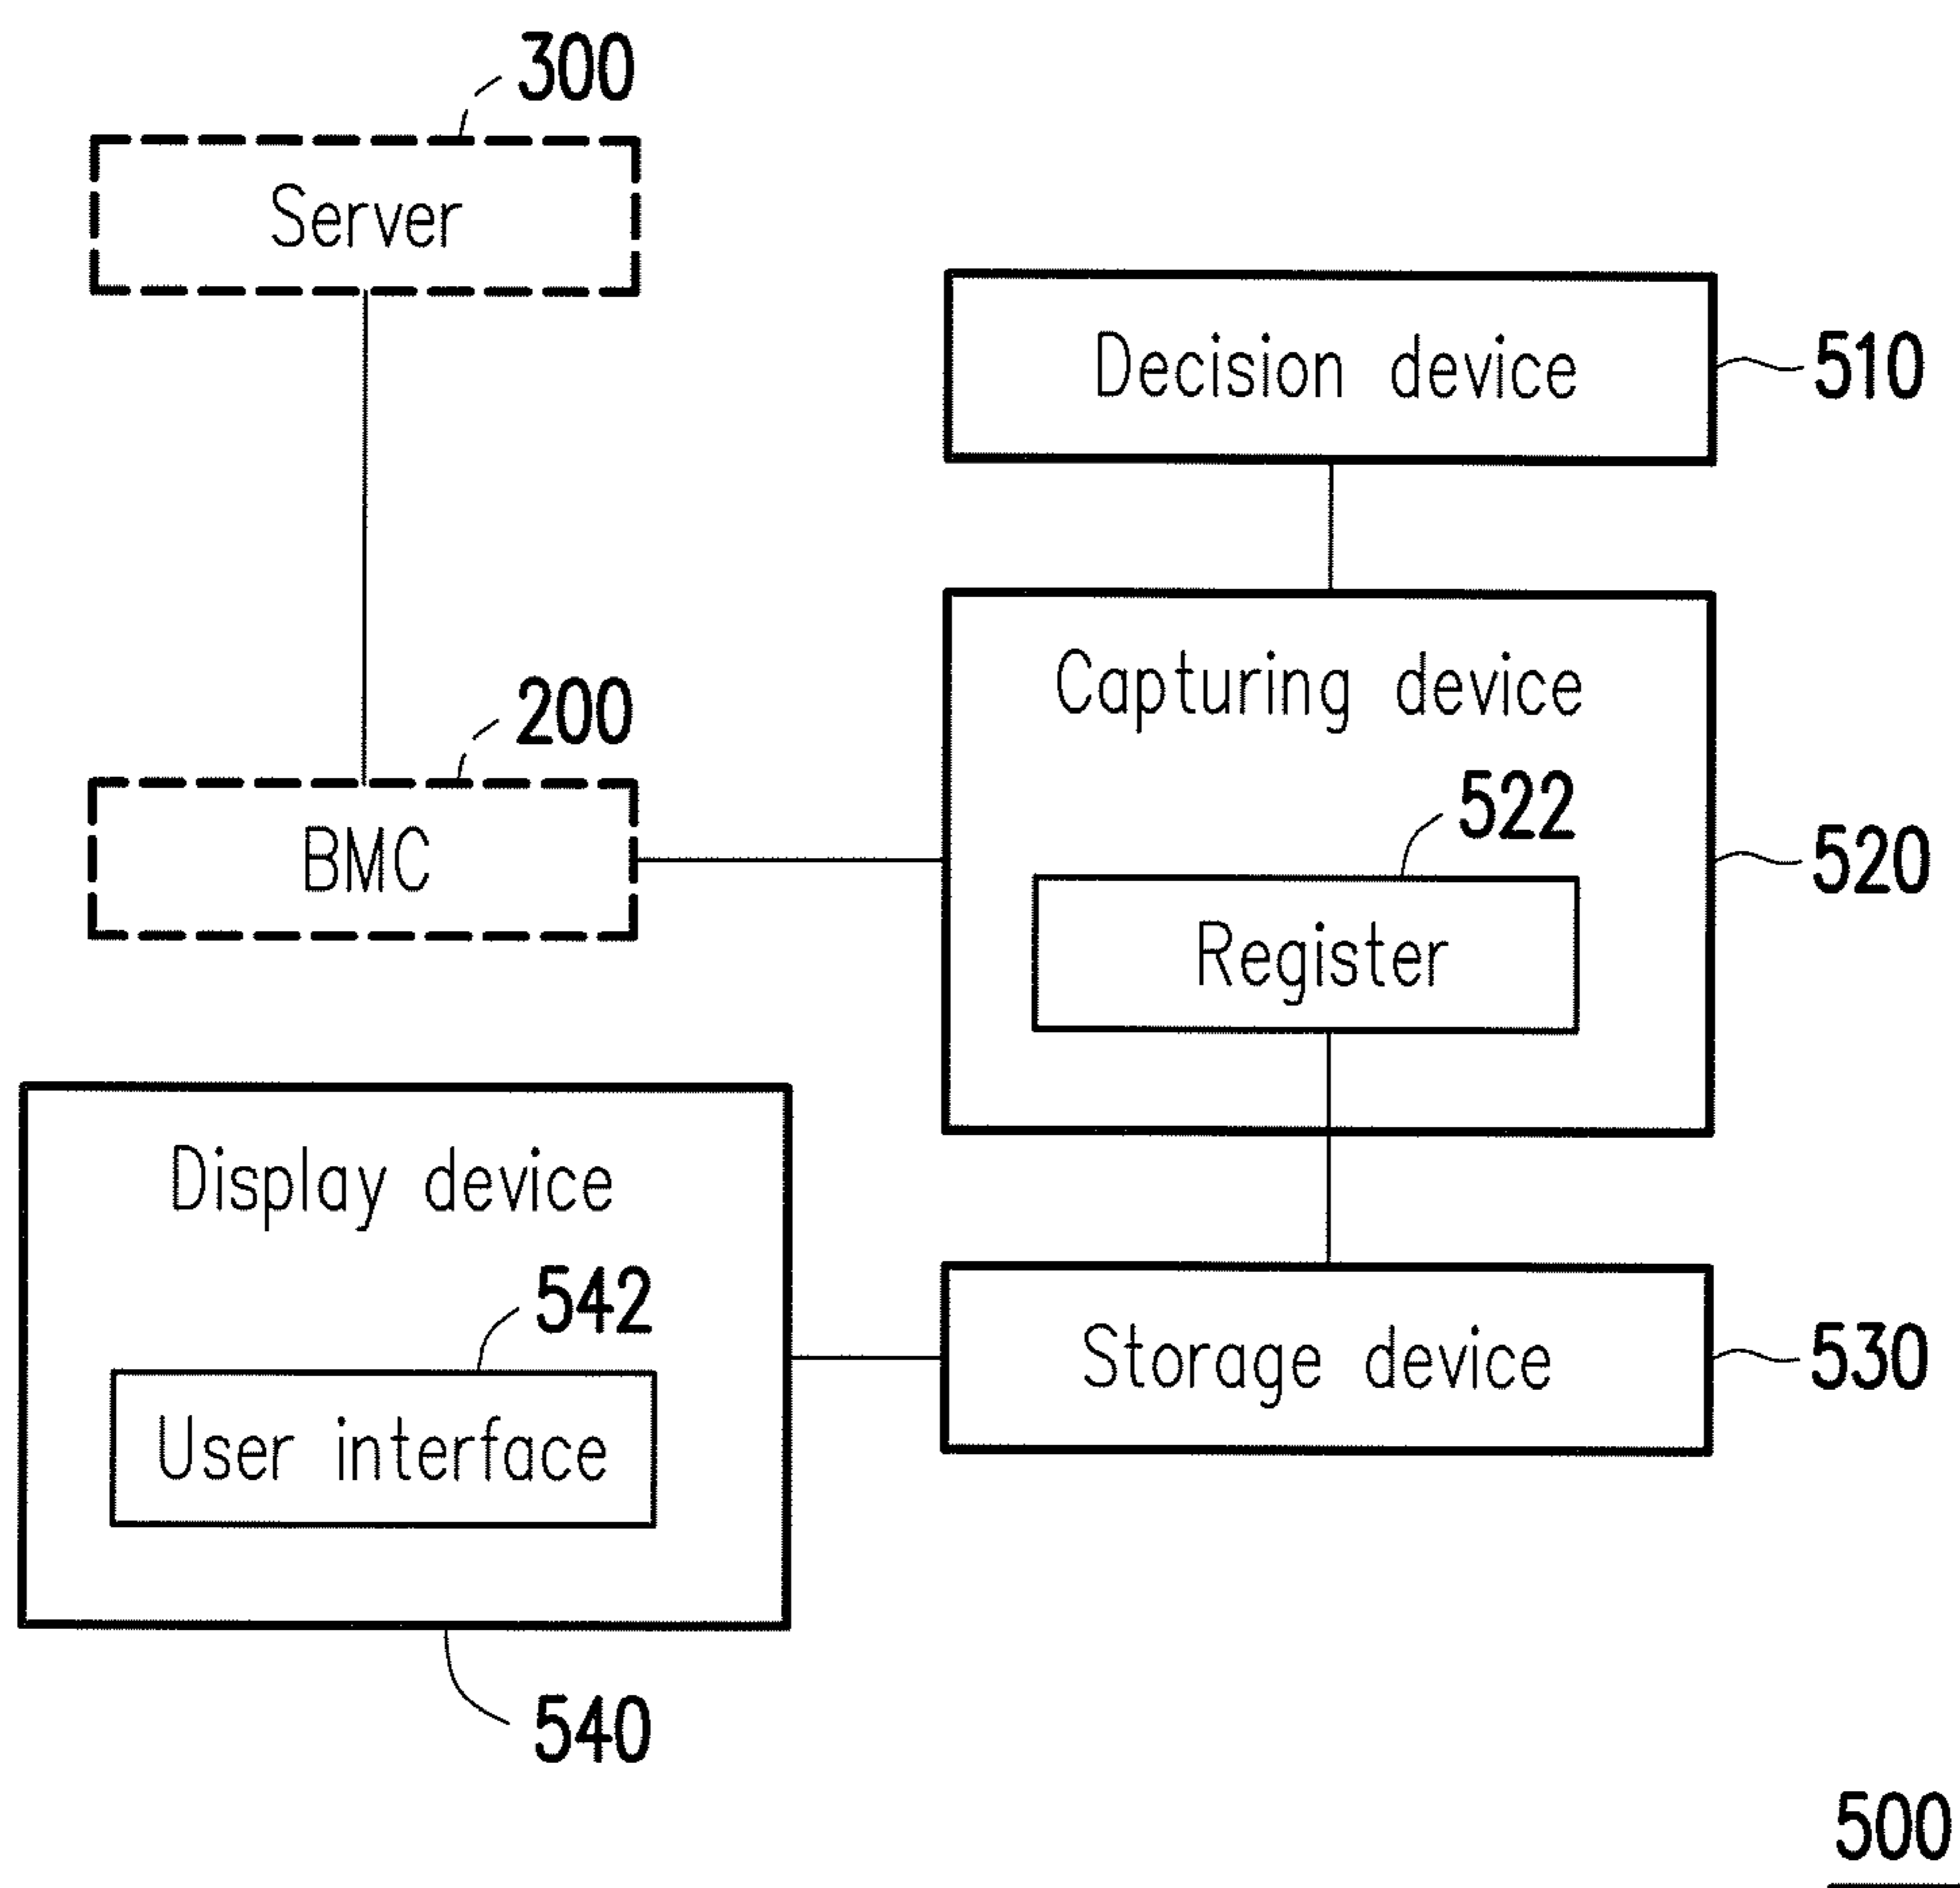 300
Server
Decision device
510
200
BMC
Capturing device
522
Register
520
Display device
542
User interface
540
Storage device
530
500